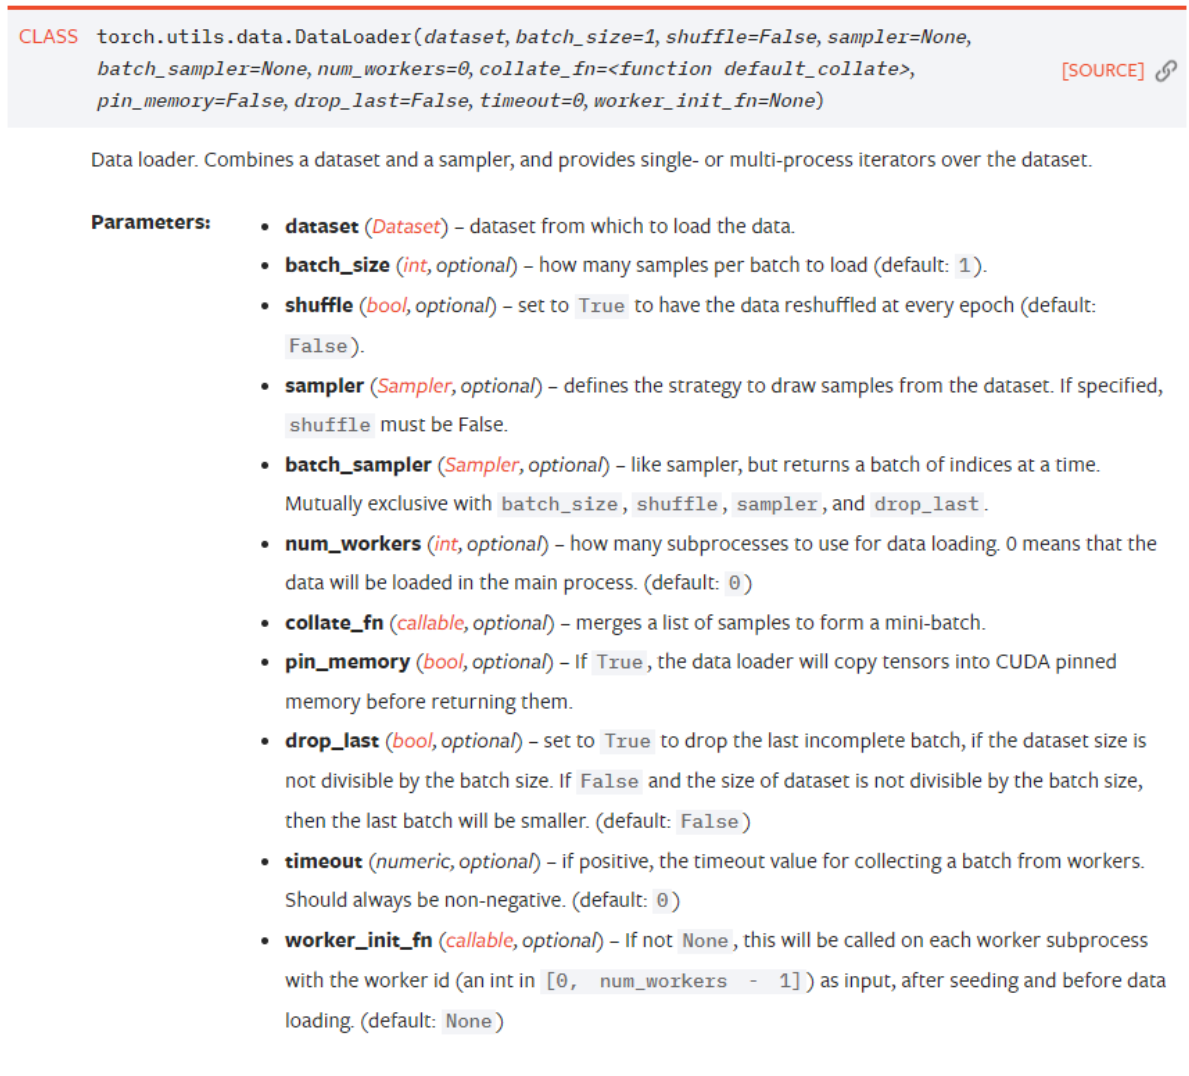 CLASS torch.utils.data.DataLoader(dataset, batch_size=1, shuffle=False, sampler=None,
batch_sampler=None, num_workers=0, collate_fn=<function default_collate>,
[SOURCE]
pin_memory=False, drop_last=False, timeout=0, worker_init_fn=None)
Data loader. Combines a dataset and a sampler, and provides single- or multi-process iterators over the dataset.
Parameters:
• dataset (Dataset) – dataset from which to load the data.
• batch_size (int, optional) – how many samples per batch to load (default: 1).
• shuffle (bool, optional) – set to True to have the data reshuffled at every epoch (default:
False).
• sampler (Sampler, optional) – defines the strategy to draw samples from the dataset. If specified,
shuffle must be False.
• batch_sampler (Sampler, optional) – like sampler, but returns a batch of indices at a time.
Mutually exclusive with batch_size, shuffle, sampler, and drop_last.
• num_workers (int, optional) – how many subprocesses to use for data loading. 0 means that the
data will be loaded in the main process. (default: 0)
• collate_fn (callable, optional) – merges a list of samples to form a mini-batch.
• pin_memory (bool, optional) – If True, the data loader will copy tensors into CUDA pinned
memory before returning them.
• drop_last (bool, optional) – set to True to drop the last incomplete batch, if the dataset size is
not divisible by the batch size. If False and the size of dataset is not divisible by the batch size,
then the last batch will be smaller. (default: False)
• timeout (numeric, optional) – if positive, the timeout value for collecting a batch from workers.
Should always be non-negative. (default: 0)
• worker_init_fn (callable, optional) – If not None, this will be called on each worker subprocess
with the worker id (an int in [0, num_workers - 1]) as input, after seeding and before data
loading. (default: None)